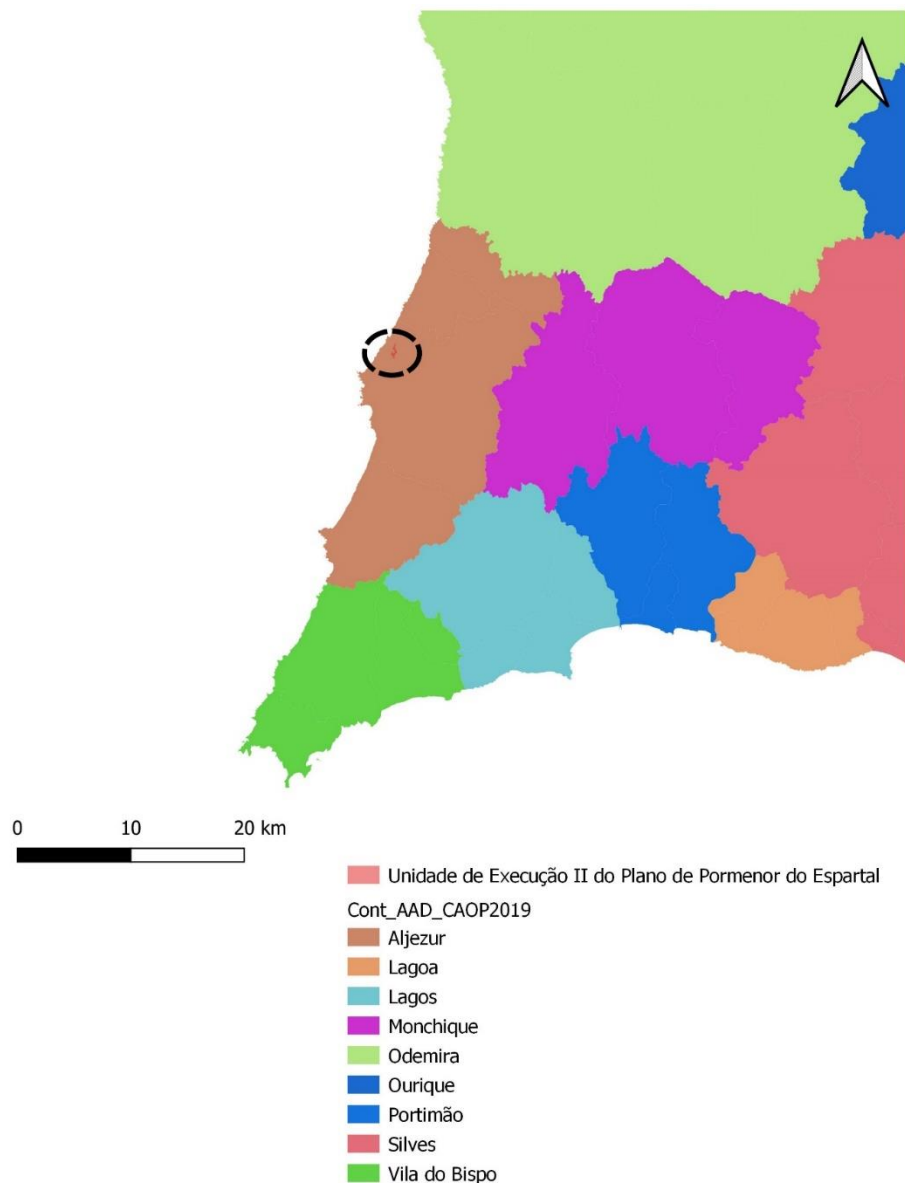 0 10 20 km
Unidade de Execução II do Plano de Pormenor do Espartal
Cont_AAD_CAOP2019
Aljezur
Lagoa
Lagos
Monchique
Odemira
Ourique
Portimão
Silves
Vila do Bispo